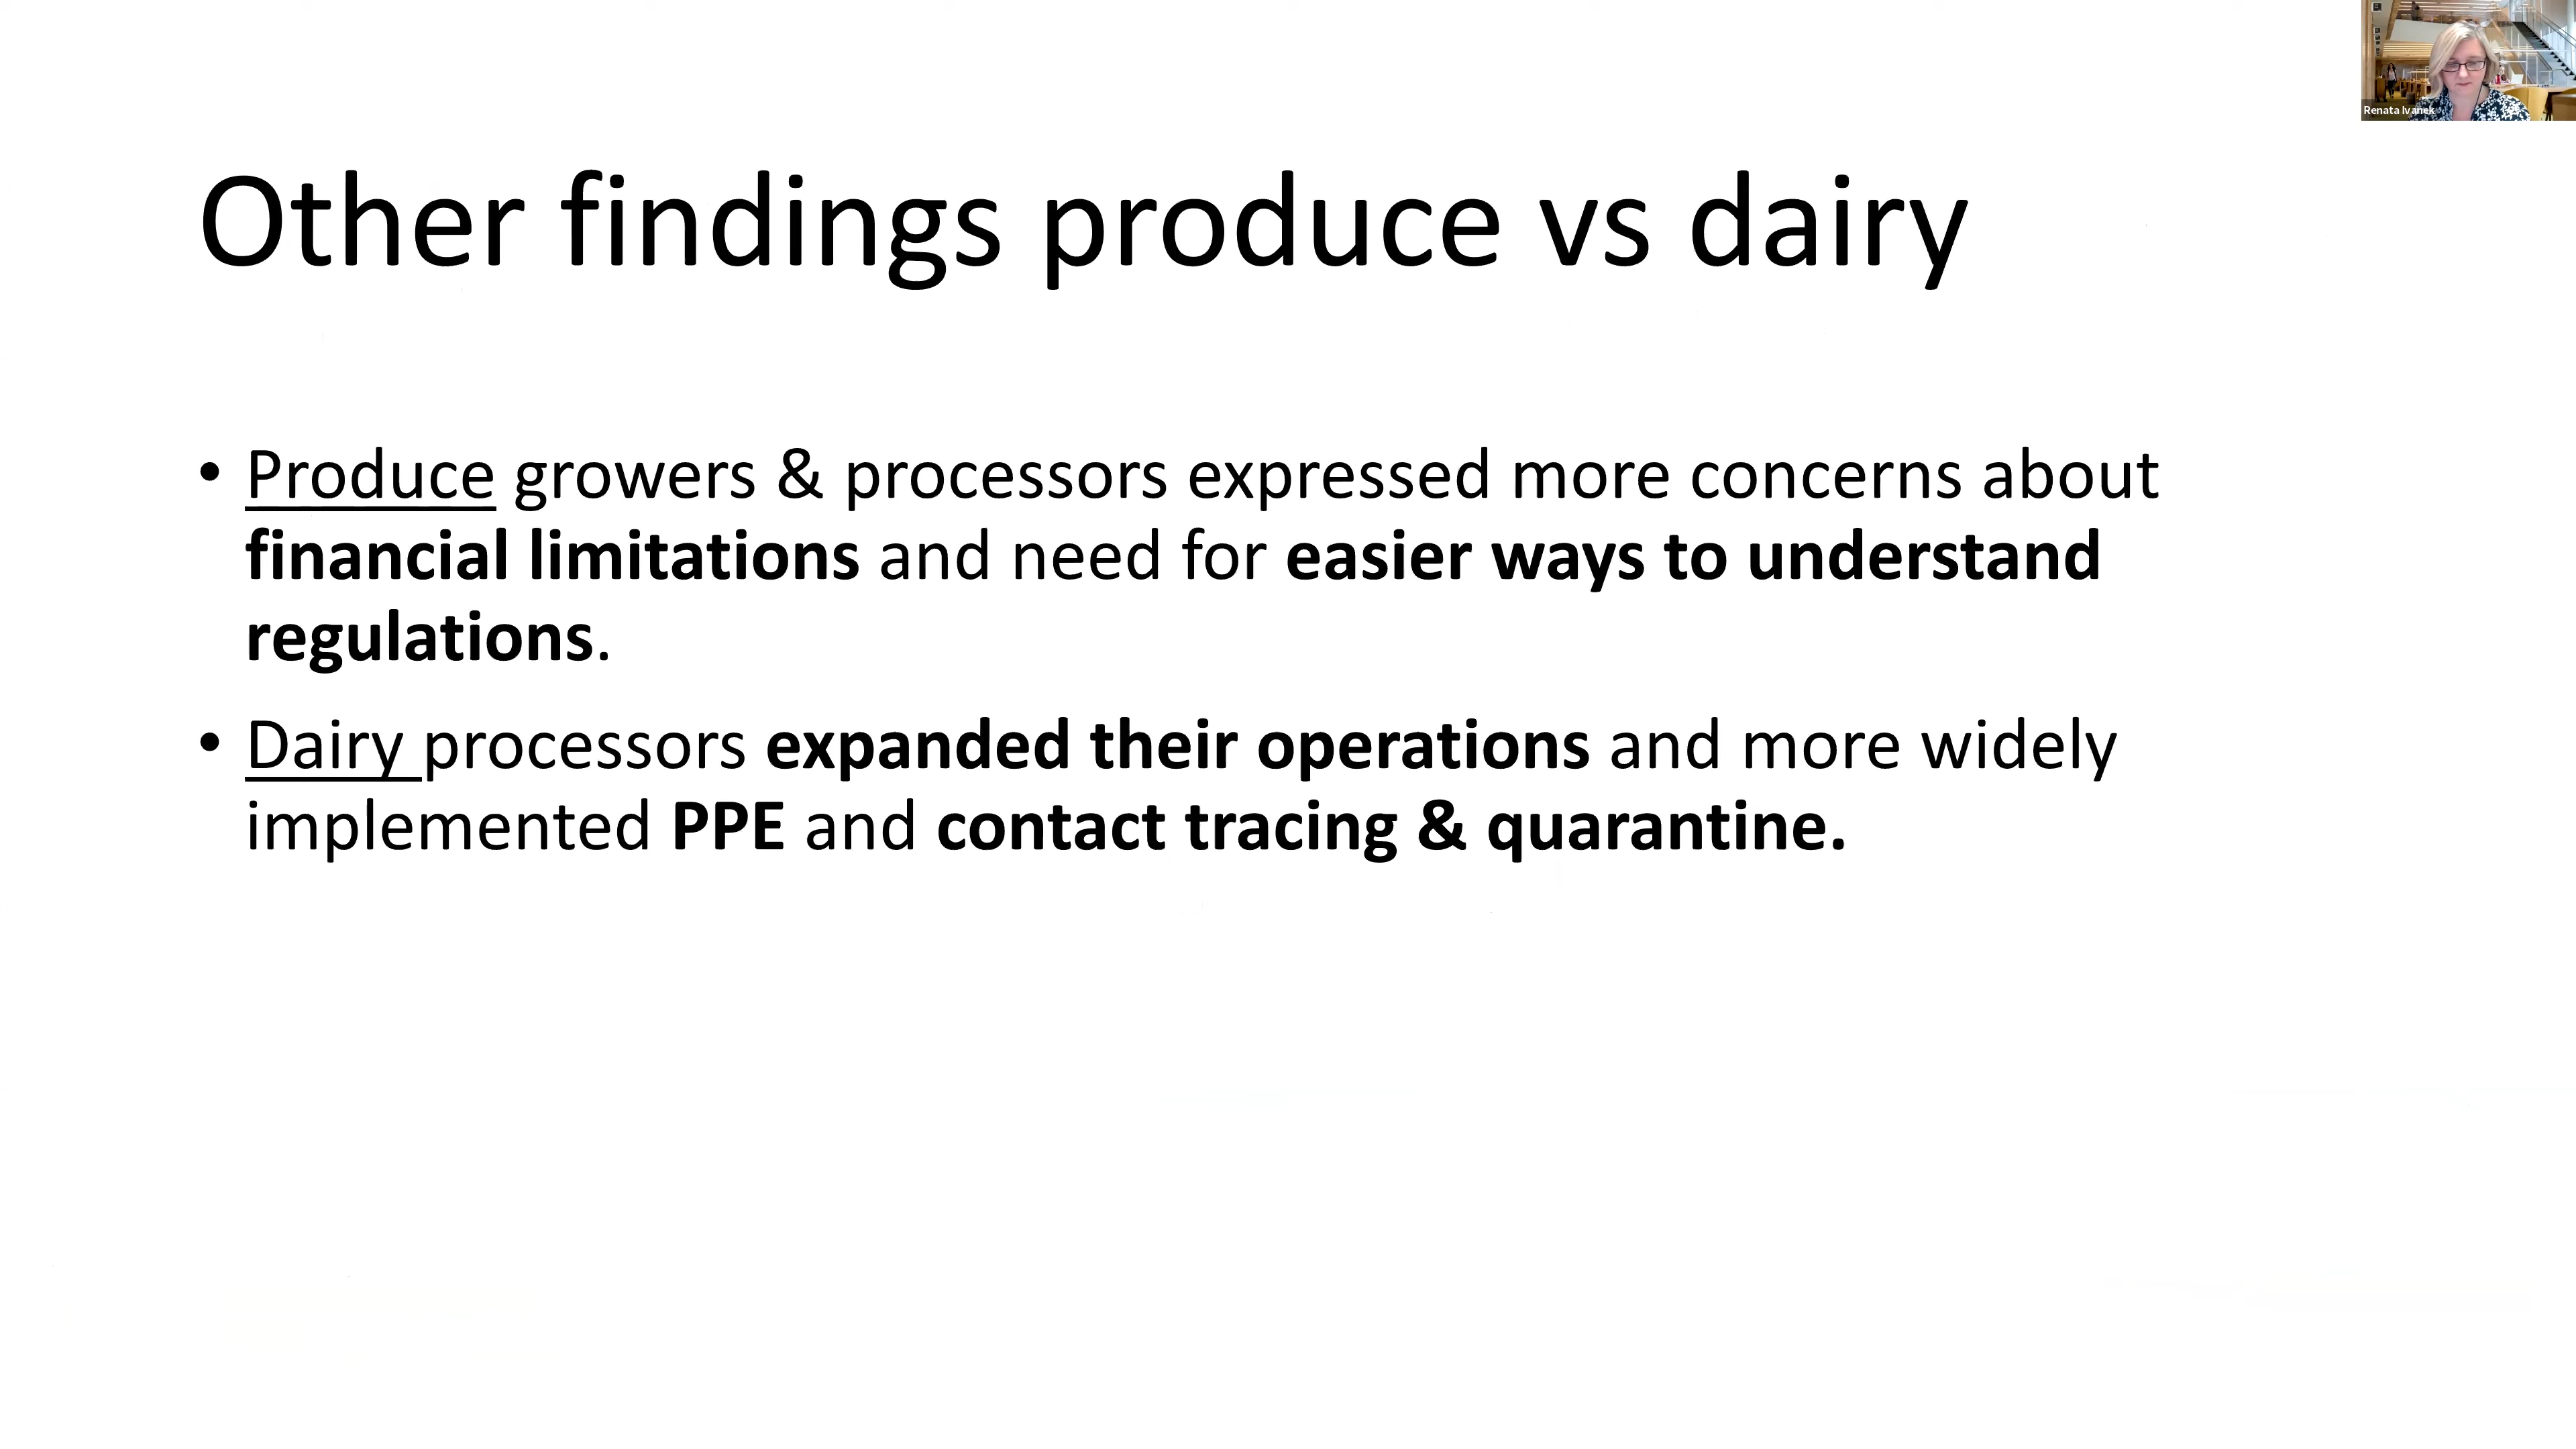 Renata Ivanek
Other findings produce vs dairy
• Produce growers & processors expressed more concerns about
financial limitations and need for easier ways to understand
regulations.
• Dairy processors expanded their operations and more widely
implemented PPE and contact tracing & quarantine.